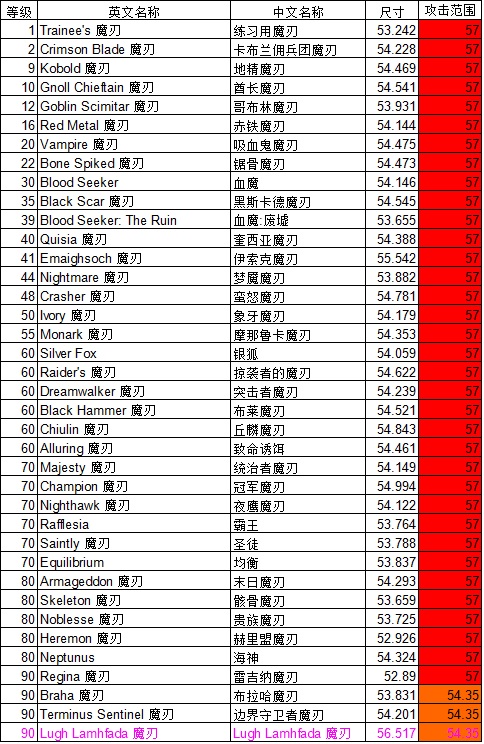 等级 英文名称 中文名称 尺寸 攻击范围
1 Trainee's 魔刃 练习用魔刃 53.242 57
2 Crimson Blade 魔刃 卡布兰佣兵团魔刃 54.228 57
9 Kobold 魔刃 地精魔刃 54.469 57
10 Gnoll Chieftain 魔刃 酋长魔刃 54.541 57
12 Goblin Scimitar 魔刃 哥布林魔刃 53.931 57
16 Red Metal 魔刃 赤铁魔刃 54.144 57
20 Vampire 魔刃 吸血鬼魔刃 54.475 57
22 Bone Spiked 魔刃 锯骨魔刃 54.473 57
30 Blood Seeker 血魔 54.146 57
35 Black Scar 魔刃 黑斯卡德魔刃 54.545 57
39 Blood Seeker: The Ruin 血魔:废墟 53.655 57
40 Quisia 魔刃 奎西亚魔刃 54.388 57
41 Emaighsoch 魔刃 伊索克魔刃 55.542 57
44 Nightmare 魔刃 梦魇魔刃 53.882 57
48 Crasher 魔刃 蛮怒魔刃 54.781 57
50 Ivory 魔刃 象牙魔刃 54.179 57
55 Monark 魔刃 摩那鲁卡魔刃 54.353 57
60 Silver Fox 银狐 54.059 57
60 Raider's 魔刃 掠袭者的魔刃 54.622 57
60 Dreamwalker 魔刃 突击者魔刃 54.239 57
60 Black Hammer 魔刃 布莱魔刃 54.521 57
60 Chiulin 魔刃 丘麟魔刃 54.843 57
60 Alluring 魔刃 致命诱饵 54.461 57
70 Majesty 魔刃 统治者魔刃 54.149 57
70 Champion 魔刃 冠军魔刃 54.994 57
70 Nighthawk 魔刃 夜鹰魔刃 54.122 57
70 Rafflesia 霸王 53.764 57
70 Saintly 魔刃 圣徒 53.788 57
70 Equilibrium 均衡 53.837 57
80 Armageddon 魔刃 末日魔刃 54.293 57
80 Skeleton 魔刃 骸骨魔刃 53.659 57
80 Noblesse 魔刃 贵族魔刃 53.725 57
80 Heremon 魔刃 赫里盟魔刃 52.926 57
80 Neptunus 海神 54.324 57
90 Regina 魔刃 雷吉纳魔刃 52.89 57
90 Braha 魔刃 布拉哈魔刃 53.831 54.35
90 Terminus Sentinel 魔刃 边界守卫者魔刃 54.201 54.35
90 Lugh Lamhfada 魔刃 Lugh Lamhfada 魔刃 56.517 54.35